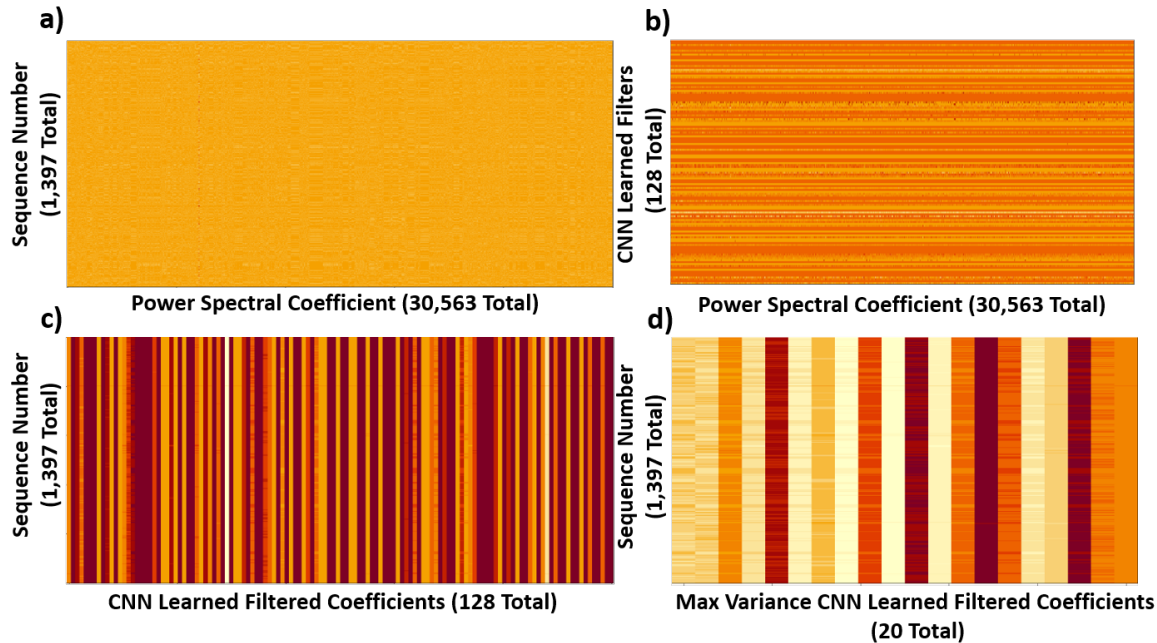 a)
Sequence Number
(1,397 Total)
Power Spectral Coefficient (30,563 Total)
b)
CNN Learned Filters
(128 Total)
Power Spectral Coefficient (30,563 Total)
c)
Sequence Number
(1,397 Total)
CNN Learned Filtered Coefficients (128 Total)
d)
Sequence Number
(1,397 Total)
Max Variance CNN Learned Filtered Coefficients
(20 Total)